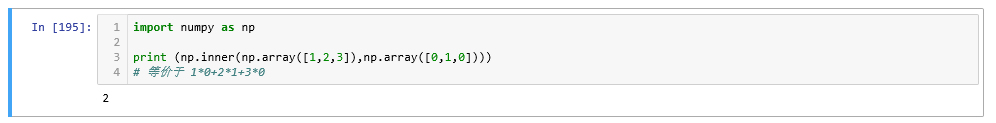 In [195]:
1 import numpy as np
2
3 print (np.inner(np.array([1,2,3]),np.array([0,1,0])))
4 # 等价于 1*0+2*1+3*0
2